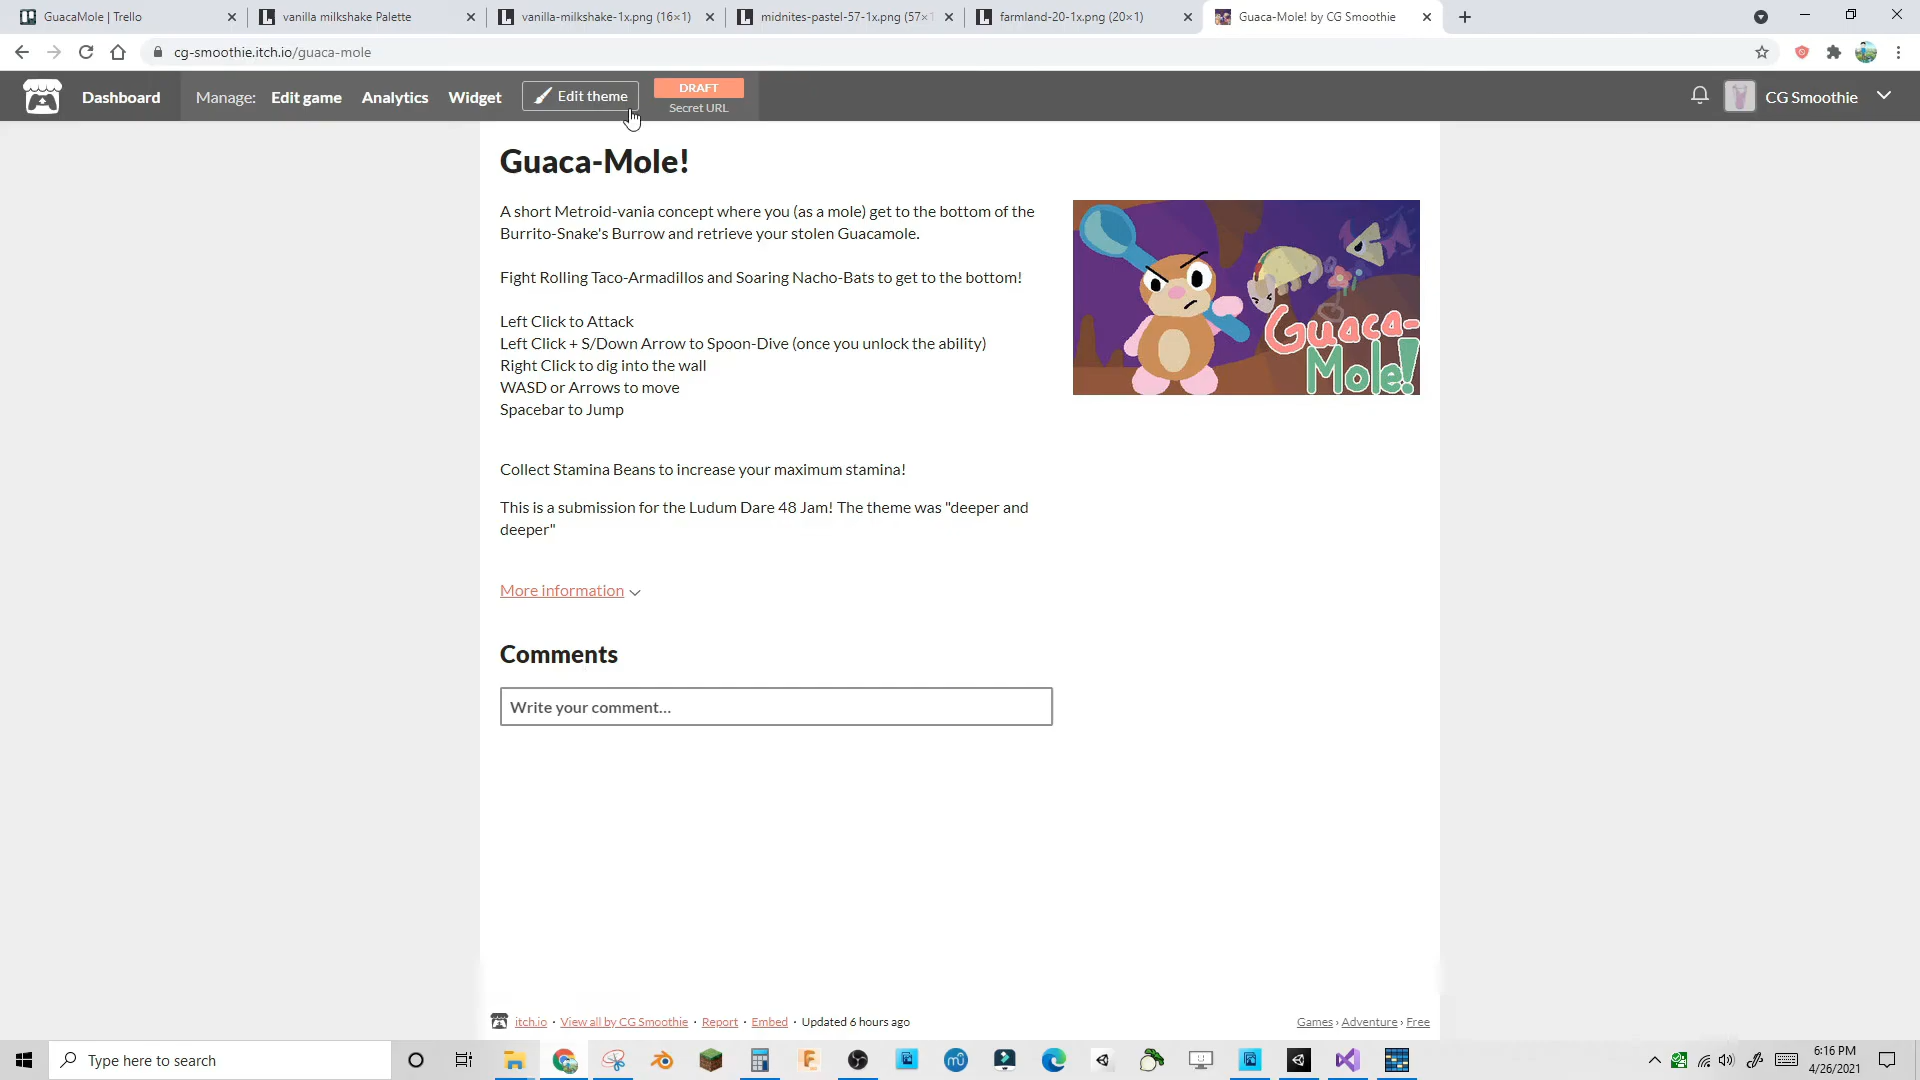 GuacaMole | Trello
vanilla milkshake Palette
vanilla-milkshake-1x.png (16×1)
midnites-pastel-57-1x.png (57×1
farmland-20-1x.png (20×1)
Guaca-Mole! by CG Smoothie
cg-smoothie.itch.io/guaca-mole
Dashboard
Manage:
Edit game
Analytics
Widget
Edit theme
DRAFT
Secret URL
CG Smoothie
Guaca-Mole!
A short Metroid-vania concept where you (as a mole) get to the bottom of the
Burrito-Snake's Burrow and retrieve your stolen Guacamole.
Fight Rolling Taco-Armadillos and Soaring Nacho-Bats to get to the bottom!
Left Click to Attack
Left Click + S/Down Arrow to Spoon-Dive (once you unlock the ability)
Right Click to dig into the wall
WASD or Arrows to move
Spacebar to Jump
Collect Stamina Beans to increase your maximum stamina!
This is a submission for the Ludum Dare 48 Jam! The theme was "deeper and
deeper"
Guaca-
Mole!
More information
Comments
Write your comment...
itch.io · View all by CG Smoothie · Report · Embed · Updated 6 hours ago
Games › Adventure › Free
Type here to search
6:16 PM
4/26/2021